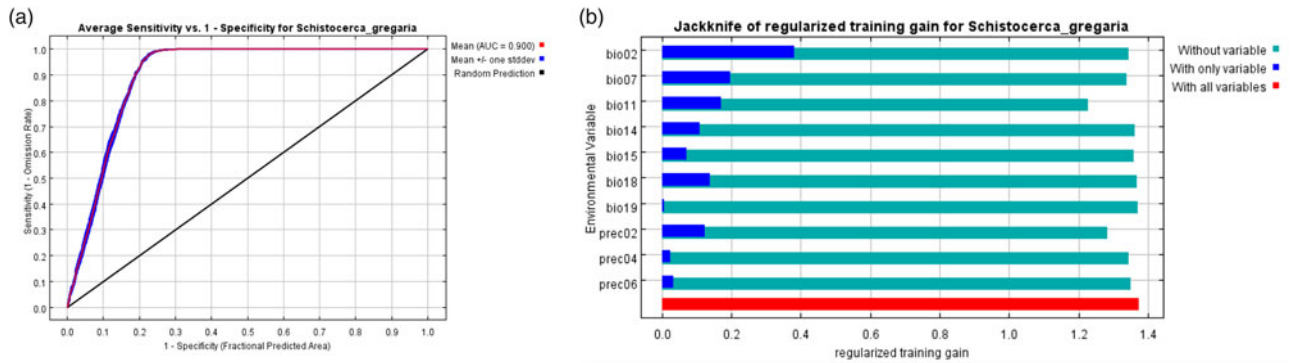 (a)
Average Sensitivity vs. 1 - Specificity for Schistocerca_gregaria
Mean (AUC = 0.900)
Mean +/- one stddev
Random Prediction
Sensitivity (1 - Omission Rate)
1.0
0.9
0.8
0.7
0.6
0.5
0.4
0.3
0.2
0.1
0.0
0.0 0.1 0.2 0.3 0.4 0.5 0.6 0.7 0.8 0.9 1.0
1 - Specificity (Fractional Predicted Area)
(b)
Jackknife of regularized training gain for Schistocerca_gregaria
Without variable
With only variable
With all variables
Environmental Variable
bio02
bio07
bio11
bio14
bio15
bio18
bio19
prec02
prec04
prec06
0.0 0.2 0.4 0.6 0.8 1.0 1.2 1.4
regularized training gain